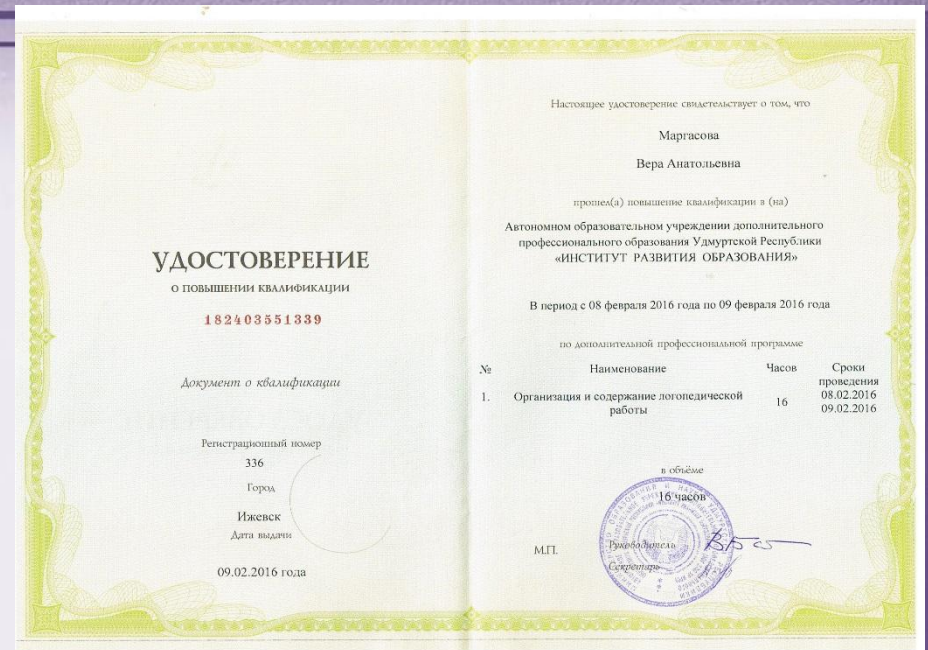 УДОСТОВЕРЕНИЕ
О ПОВЫШЕНИИ КВАЛИФИКАЦИИ
182403551339
Документ о квалификации
Регистрационный номер
336
Город
Ижевск
Дата выдачи
09.02.2016 года
Настоящее удостоверение свидетельствует о том, что
Маргасова
Вера Анатольевна
прошел(а) повышение квалификации в (на)
Автономном образовательном учреждении дополнительного
профессионального образования Удмуртской Республики
«ИНСТИТУТ РАЗВИТИЯ ОБРАЗОВАНИЯ»
В период с 08 февраля 2016 года по 09 февраля 2016 года
по дополнительной профессиональной программе
№ Наименование Часов Сроки
проведения
1. Организация и содержание логопедической
работы 16 08.02.2016
09.02.2016
в объёме
16 часов
М.П. Руководитель
Секретарь